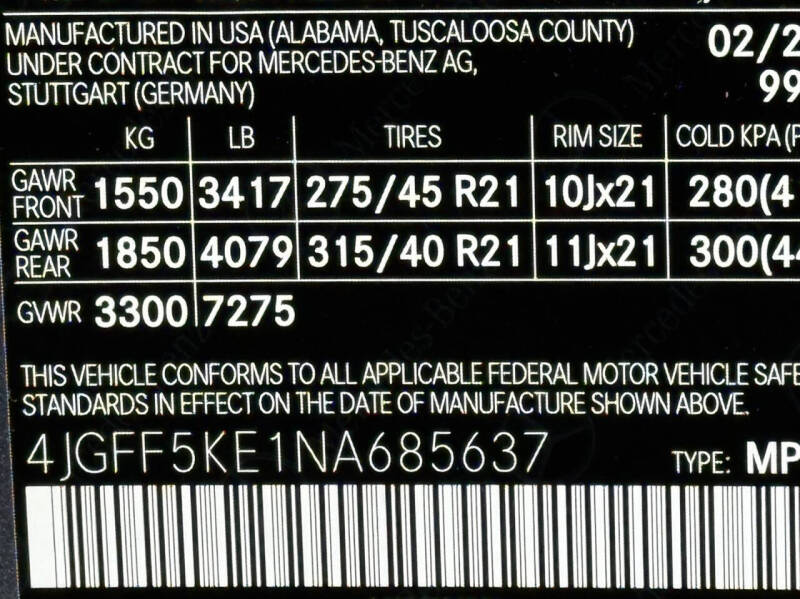 MANUFACTURED IN USA (ALABAMA, TUSCALOOSA COUNTY) 02/2
UNDER CONTRACT FOR MERCEDES-BENZ AG,
STUTTGART (GERMANY) 99
KG LB TIRES RIM SIZE COLD KPA (P
GAWR FRONT 1550 3417 275/45 R21 10Jx21 280(4
GAWR REAR 1850 4079 315/40 R21 11Jx21 300(44
GVWR 3300 7275
THIS VEHICLE CONFORMS TO ALL APPLICABLE FEDERAL MOTOR VEHICLE SAFE
STANDARDS IN EFFECT ON THE DATE OF MANUFACTURE SHOWN ABOVE.
4JGFF5KE1NA685637 TYPE: MP